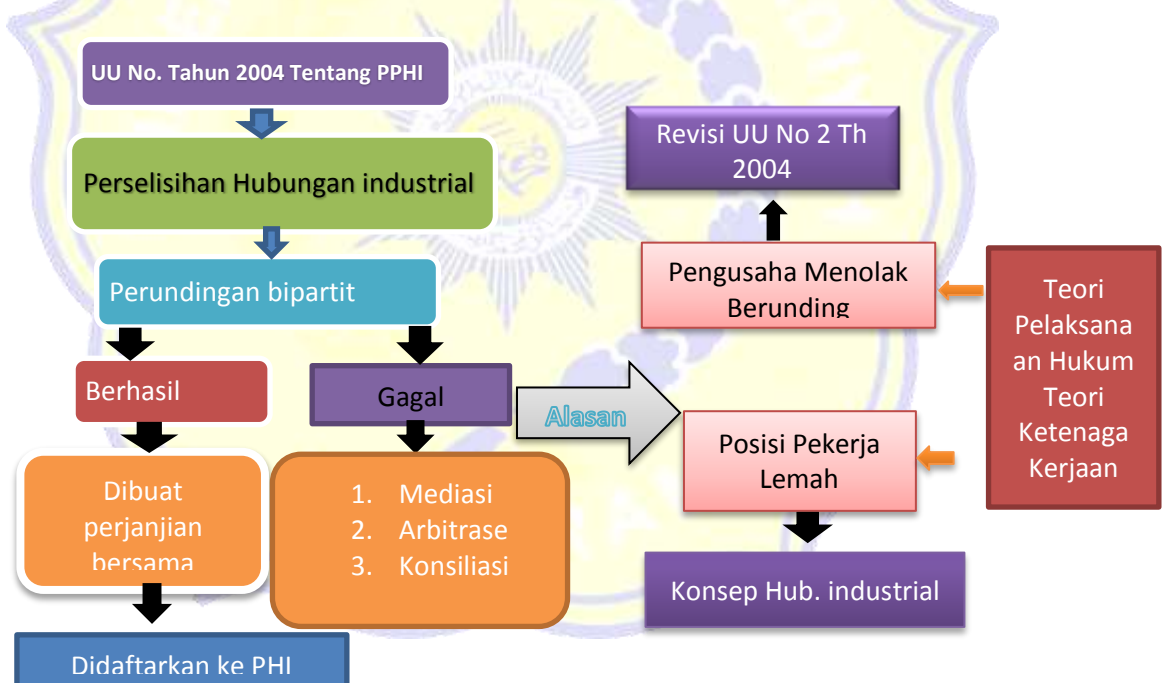 UU No. Tahun 2004 Tentang PPHI
Perselisihan Hubungan industrial
Perundingan bipartit
Berhasil
Gagal
Dibuat
perjanjian
bersama
1. Mediasi
2. Arbitrase
3. Konsiliasi
Didaftarkan ke PHI
Alasan
Revisi UU No 2 Th
2004
Pengusaha Menolak
Berunding
Posisi Pekerja
Lemah
Konsep Hub. industrial
Teori
Pelaksana
an Hukum
Teori
Ketenaga
Kerjaan